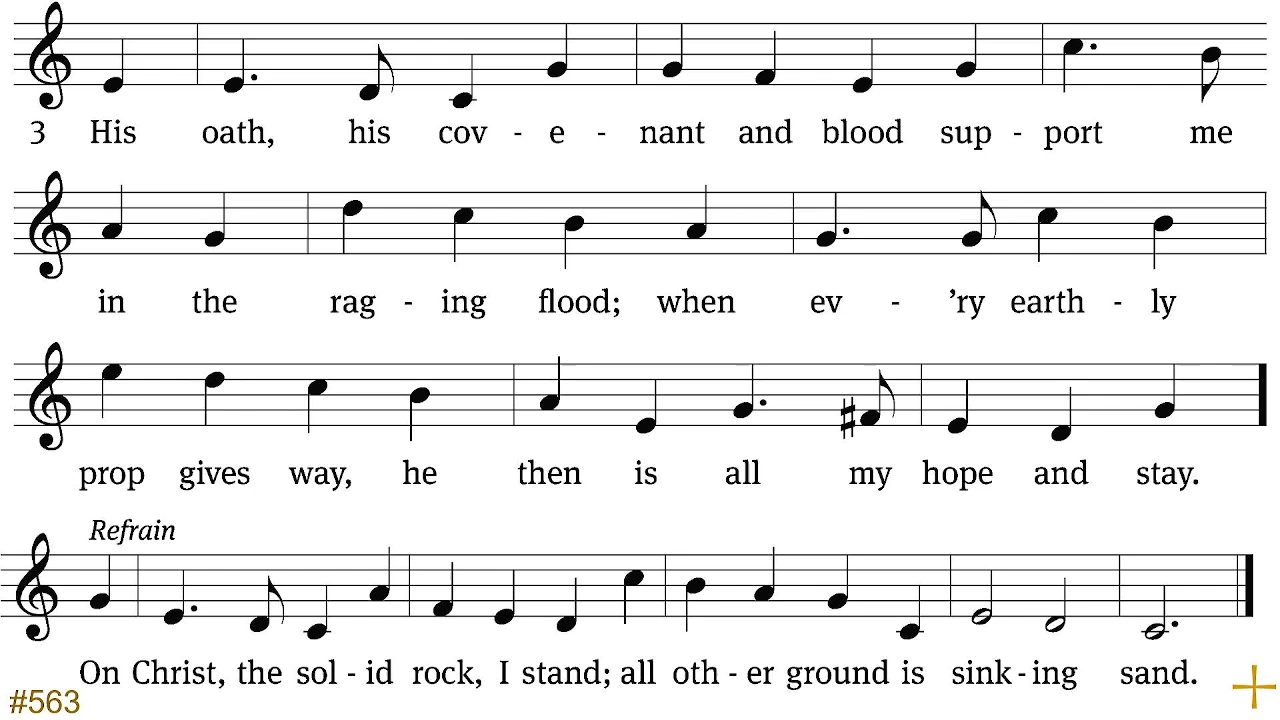 3 His oath, his cov - e - nant and blood sup - port me
in the rag - ing flood; when ev - ’ry earth - ly
prop gives way, he then is all my hope and stay.
Refrain
On Christ, the sol - id rock, I stand; all oth - er ground is sink - ing sand.
#563